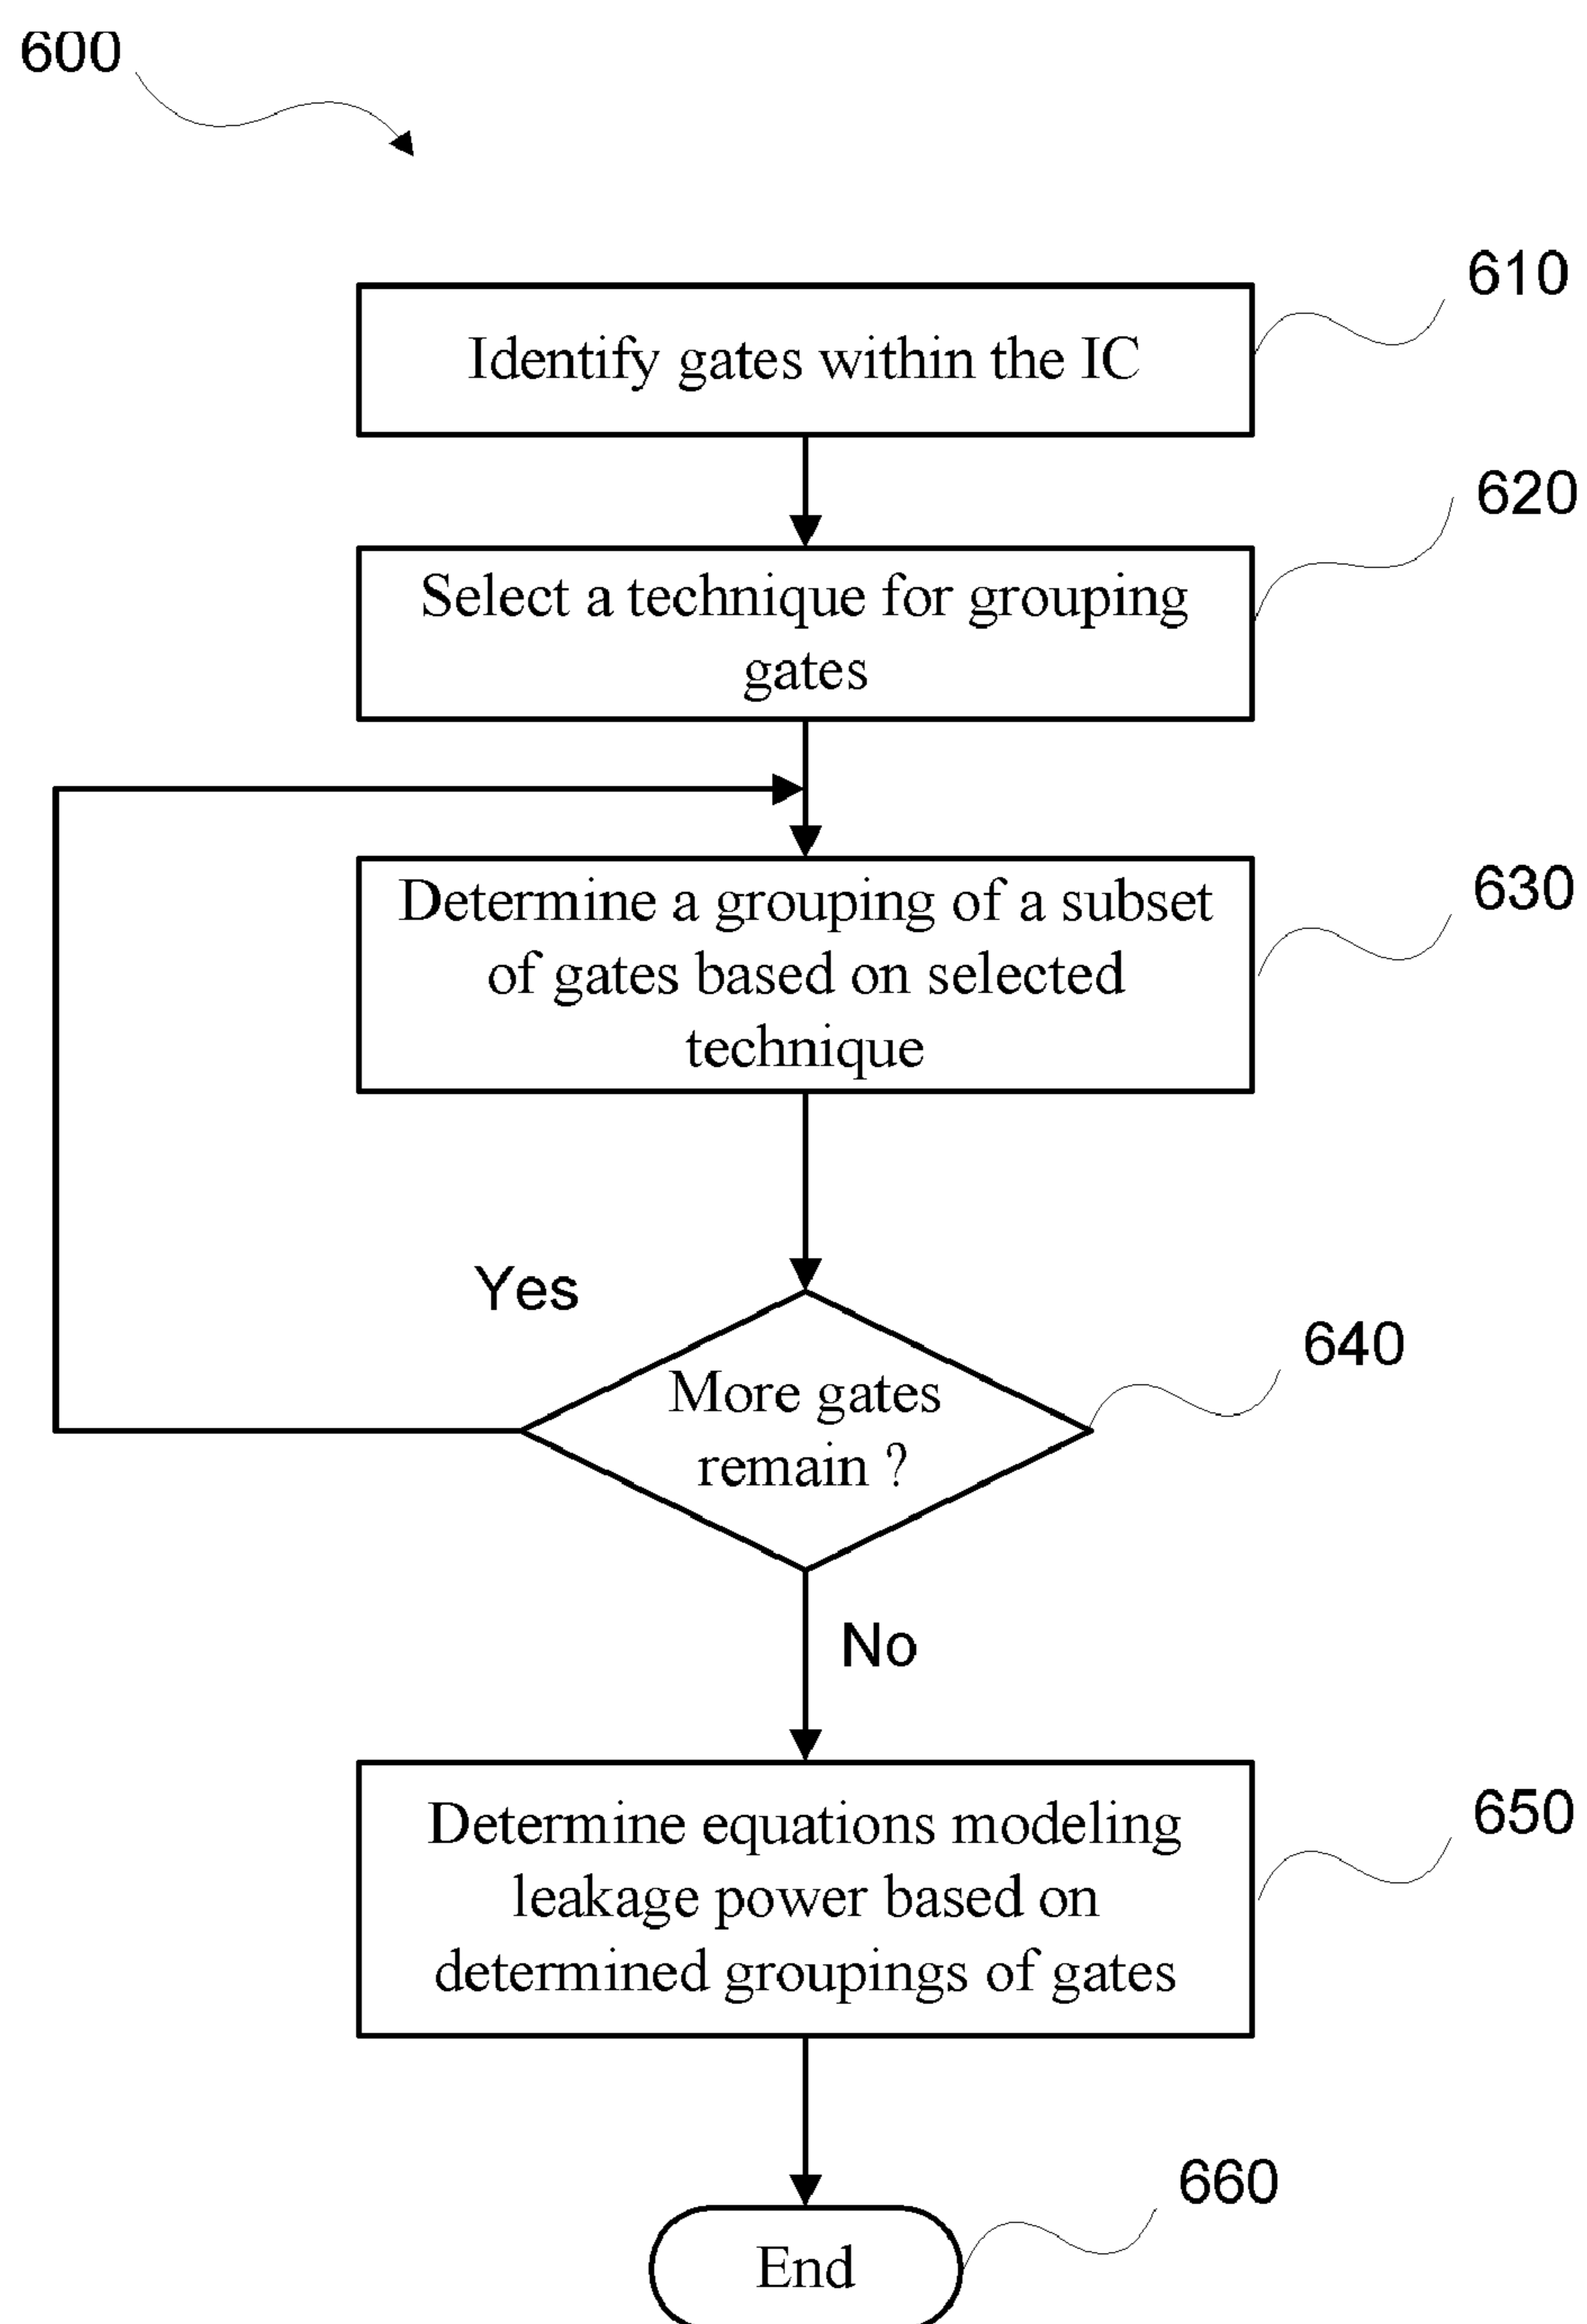 600
610
Identify gates within the IC
620
Select a technique for grouping
gates
630
Determine a grouping of a subset
of gates based on selected
technique
Yes
640
More gates
remain ?
No
650
Determine equations modeling
leakage power based on
determined groupings of gates
660
End